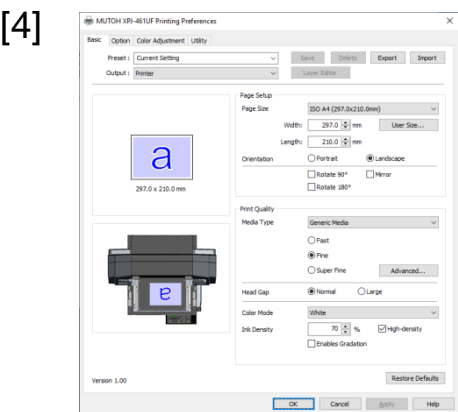 [4]
MUTOH XPJ-461UF Printing Preferences
Basic Option Color Adjustment Utility
Preset : Current Setting Save Delete Export Import
Output : Printer Layer Editor
Page Setup
Page Size ISO A4 (297.0x210.0mm)
Width: 297.0 mm User Size...
Length: 210.0 mm
Orientation Portrait Landscape
Rotate 90° Mirror
Rotate 180°
a
297.0 x 210.0 mm
Print Quality
Media Type Generic Media
Fast
Fine
Super Fine Advanced...
Head Gap Normal Large
Color Mode White
Ink Density 70 % High-density
Enables Gradation
a
Version 1.00 Restore Defaults
OK Cancel Apply Help